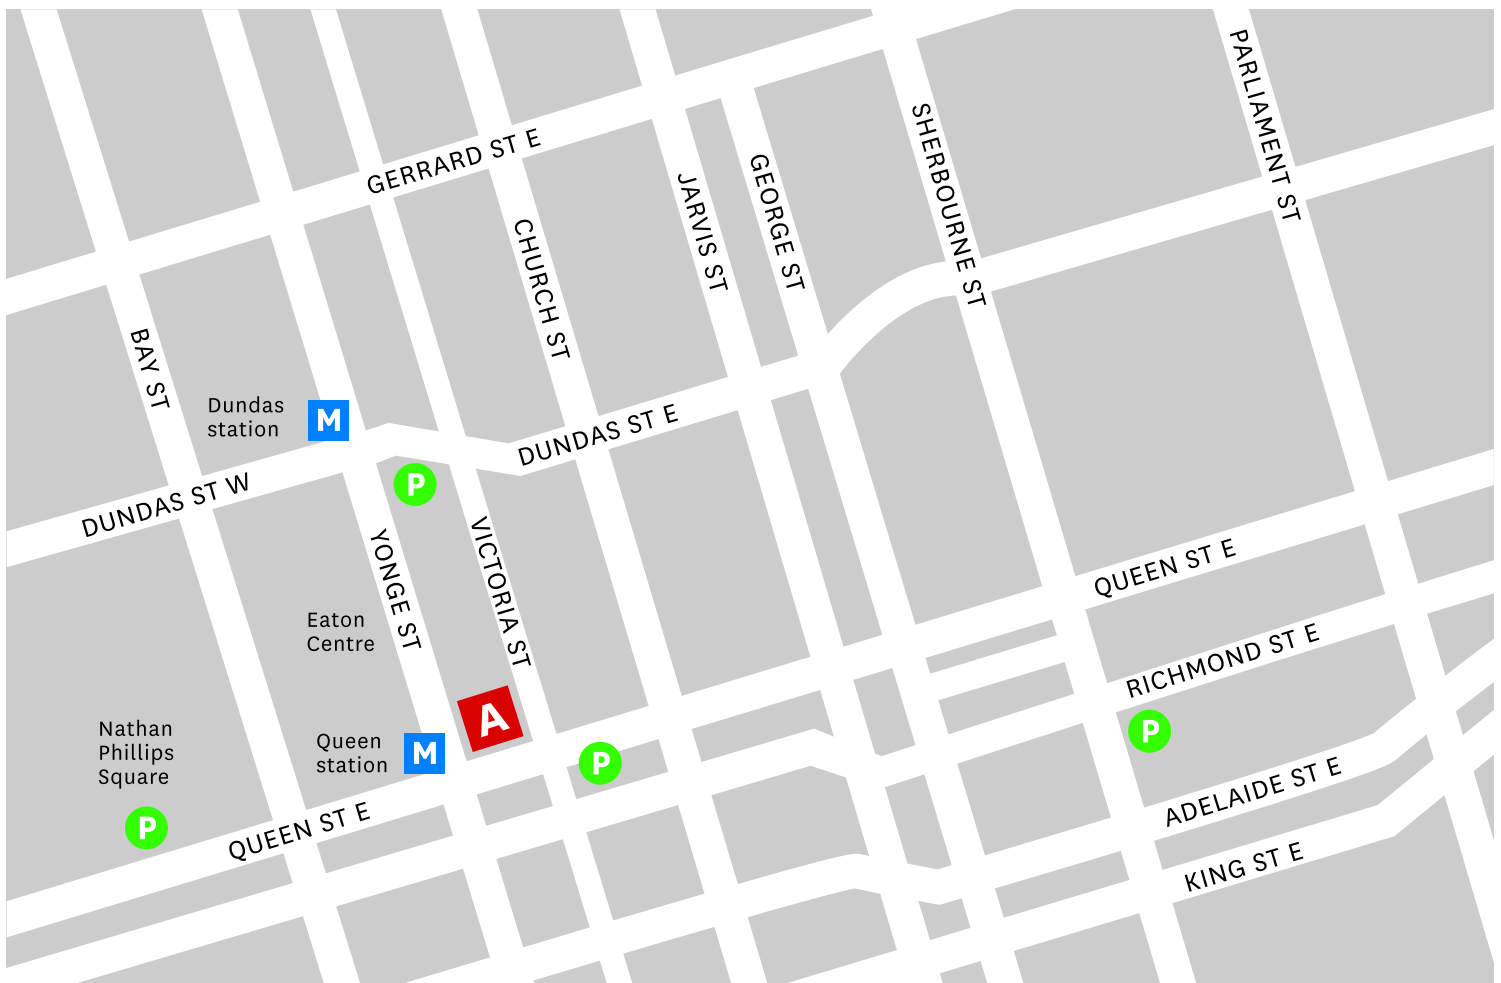 PARLIAMENT ST
SHERBOURNE ST
GERRARD ST E
GEORGE ST
JARVIS ST
CHURCH ST
BAY ST
Dundas
station
M
DUNDAS ST E
DUNDAS ST W
P
VICTORIA ST
YONGE ST
QUEEN ST E
Eaton
Centre
RICHMOND ST E
A
Nathan
Phillips
Square
Queen
station
M
P
P
P
ADELAIDE ST E
QUEEN ST E
KING ST E